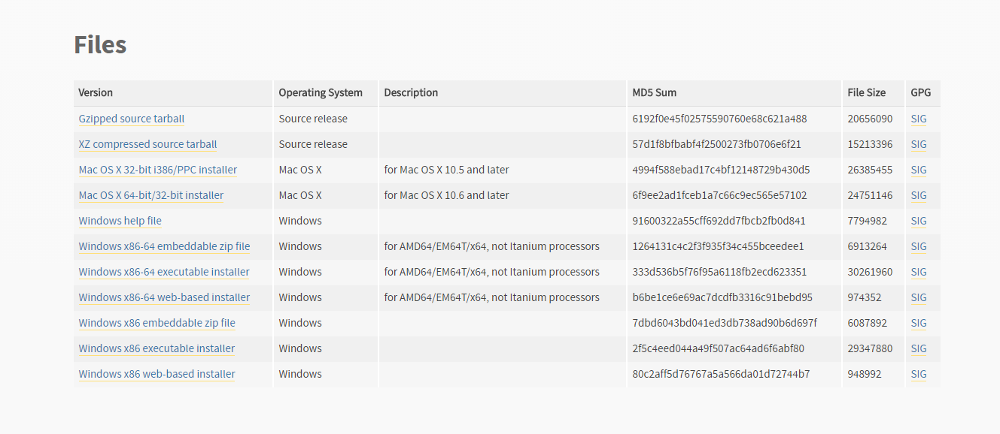 Files
Version Operating System Description MD5 Sum File Size GPG
Gzipped source tarball Source release 6192f0e45f02575590760e68c621a488 20656090 SIG
XZ compressed source tarball Source release 57d1f8bfbabf4f2500273fb0706e6f21 15213396 SIG
Mac OS X 32-bit i386/PPC installer Mac OS X for Mac OS X 10.5 and later 4994f588ebad17c4bf12148729b430d5 26385455 SIG
Mac OS X 64-bit/32-bit installer Mac OS X for Mac OS X 10.6 and later 6f9ee2ad1fceb1a7c66c9ec565e57102 24751146 SIG
Windows help file Windows 91600322a55cff692dd7fbcb2fb0d841 7794982 SIG
Windows x86-64 embeddable zip file Windows for AMD64/EM64T/x64, not Itanium processors 1264131c4c2f3f935f34c455bceedee1 6913264 SIG
Windows x86-64 executable installer Windows for AMD64/EM64T/x64, not Itanium processors 333d536b5f76f95a6118fb2ecd623351 30261960 SIG
Windows x86-64 web-based installer Windows for AMD64/EM64T/x64, not Itanium processors b6be1ce6e69ac7dcdfb3316c91bebd95 974352 SIG
Windows x86 embeddable zip file Windows 7dbd6043bd041ed3db738ad90b6d697f 6087892 SIG
Windows x86 executable installer Windows 2f5c4eed044a49f507ac64ad6f6abf80 29347880 SIG
Windows x86 web-based installer Windows 80c2aff5d76767a5a566da01d72744b7 948992 SIG